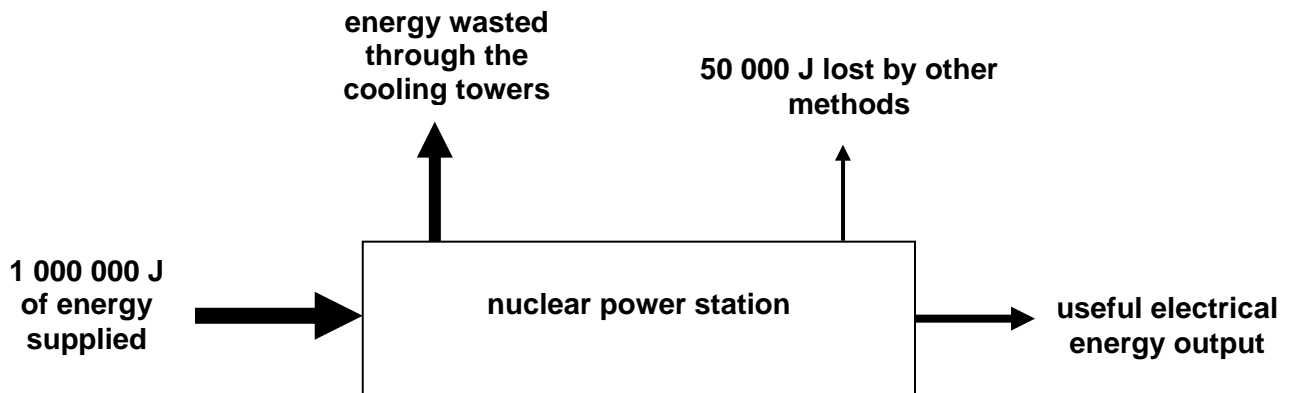 energy wasted
through the
cooling towers
50 000 J lost by other
methods
1 000 000 J
of energy
supplied
nuclear power station
useful electrical
energy output